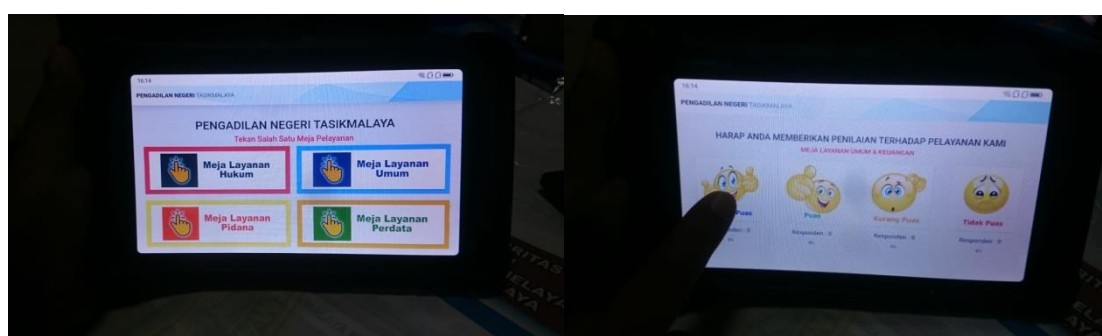 16:14
PENGADILAN NEGERI TASIKMALAYA
PENGADILAN NEGERI TASIKMALAYA
Tekan Salah Satu Meja Pelayanan
Meja Layanan
Hukum
Meja Layanan
Umum
Meja Layanan
Pidana
Meja Layanan
Perdata
16:14
PENGADILAN NEGERI TASIKMALAYA
HARAP ANDA MEMBERIKAN PENILAIAN TERHADAP PELAYANAN KAMI
MEJA LAYANAN UMUM & KEUANGAN
Puas
Puas
Kurang Puas
Tidak Puas
Responden : 0
Responden : 0
Responden : 0